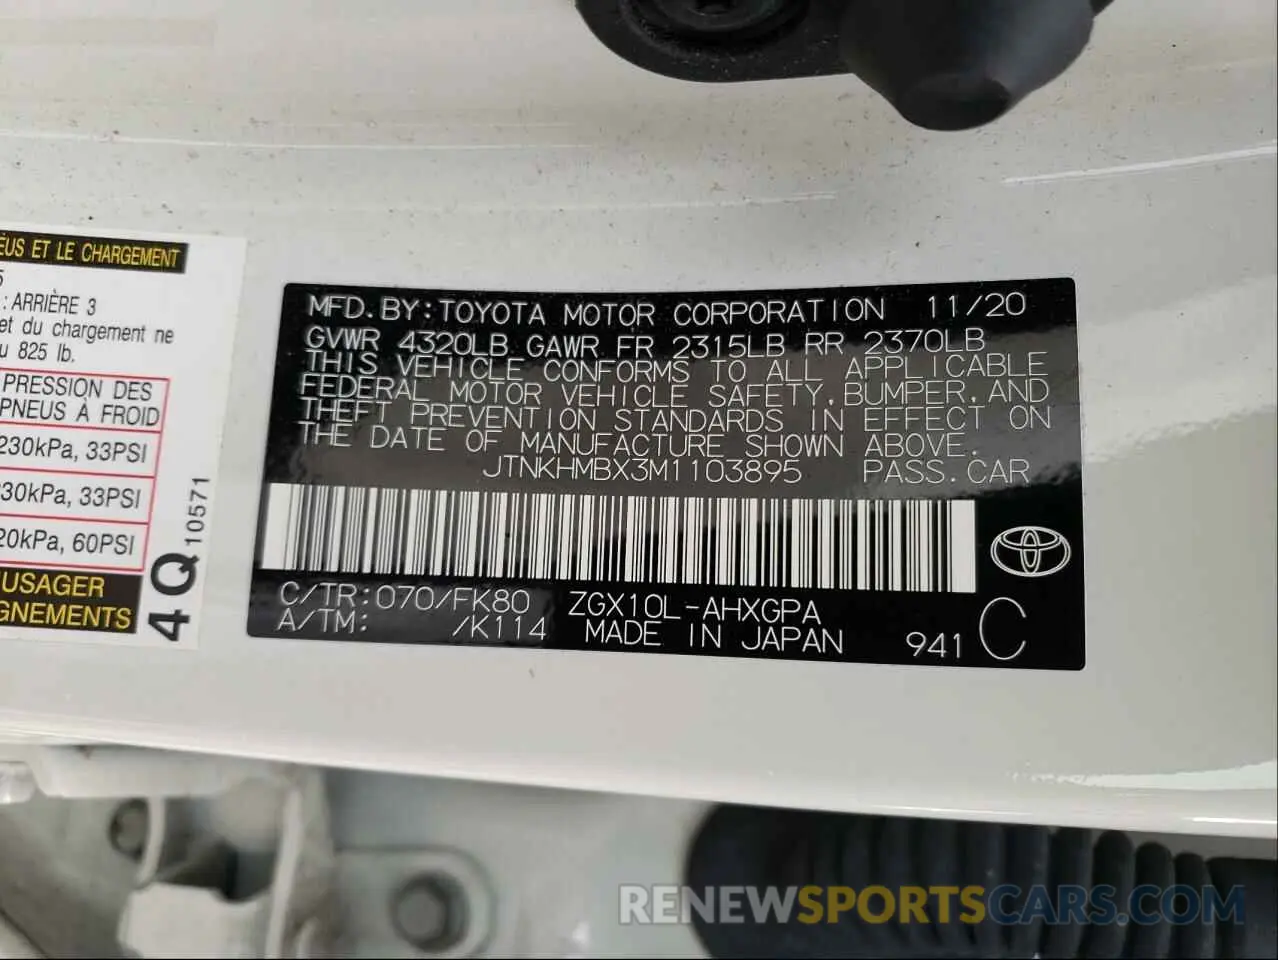 ÉUS ET LE CHARGEMENT
5
: ARRIÈRE 3
et du chargement ne
u 825 lb.
PRESSION DES
PNEUS À FROID
230kPa, 33PSI
30kPa, 33PSI
20kPa, 60PSI
USAGER
GNEMENTS
4Q 10571
MFD. BY: TOYOTA MOTOR CORPORATION 11/20
GVWR 4320LB GAWR FR 2315LB RR 2370LB
THIS VEHICLE CONFORMS TO ALL APPLICABLE
FEDERAL MOTOR VEHICLE SAFETY, BUMPER, AND
THEFT PREVENTION STANDARDS IN EFFECT ON
THE DATE OF MANUFACTURE SHOWN ABOVE.
JTNKHMBX3M1103895 PASS. CAR
C/TR: 070/FK80 ZGX10L-AHXGPA
A/TM: /K114 MADE IN JAPAN 941 C
RENEWSPORTSCARS.COM